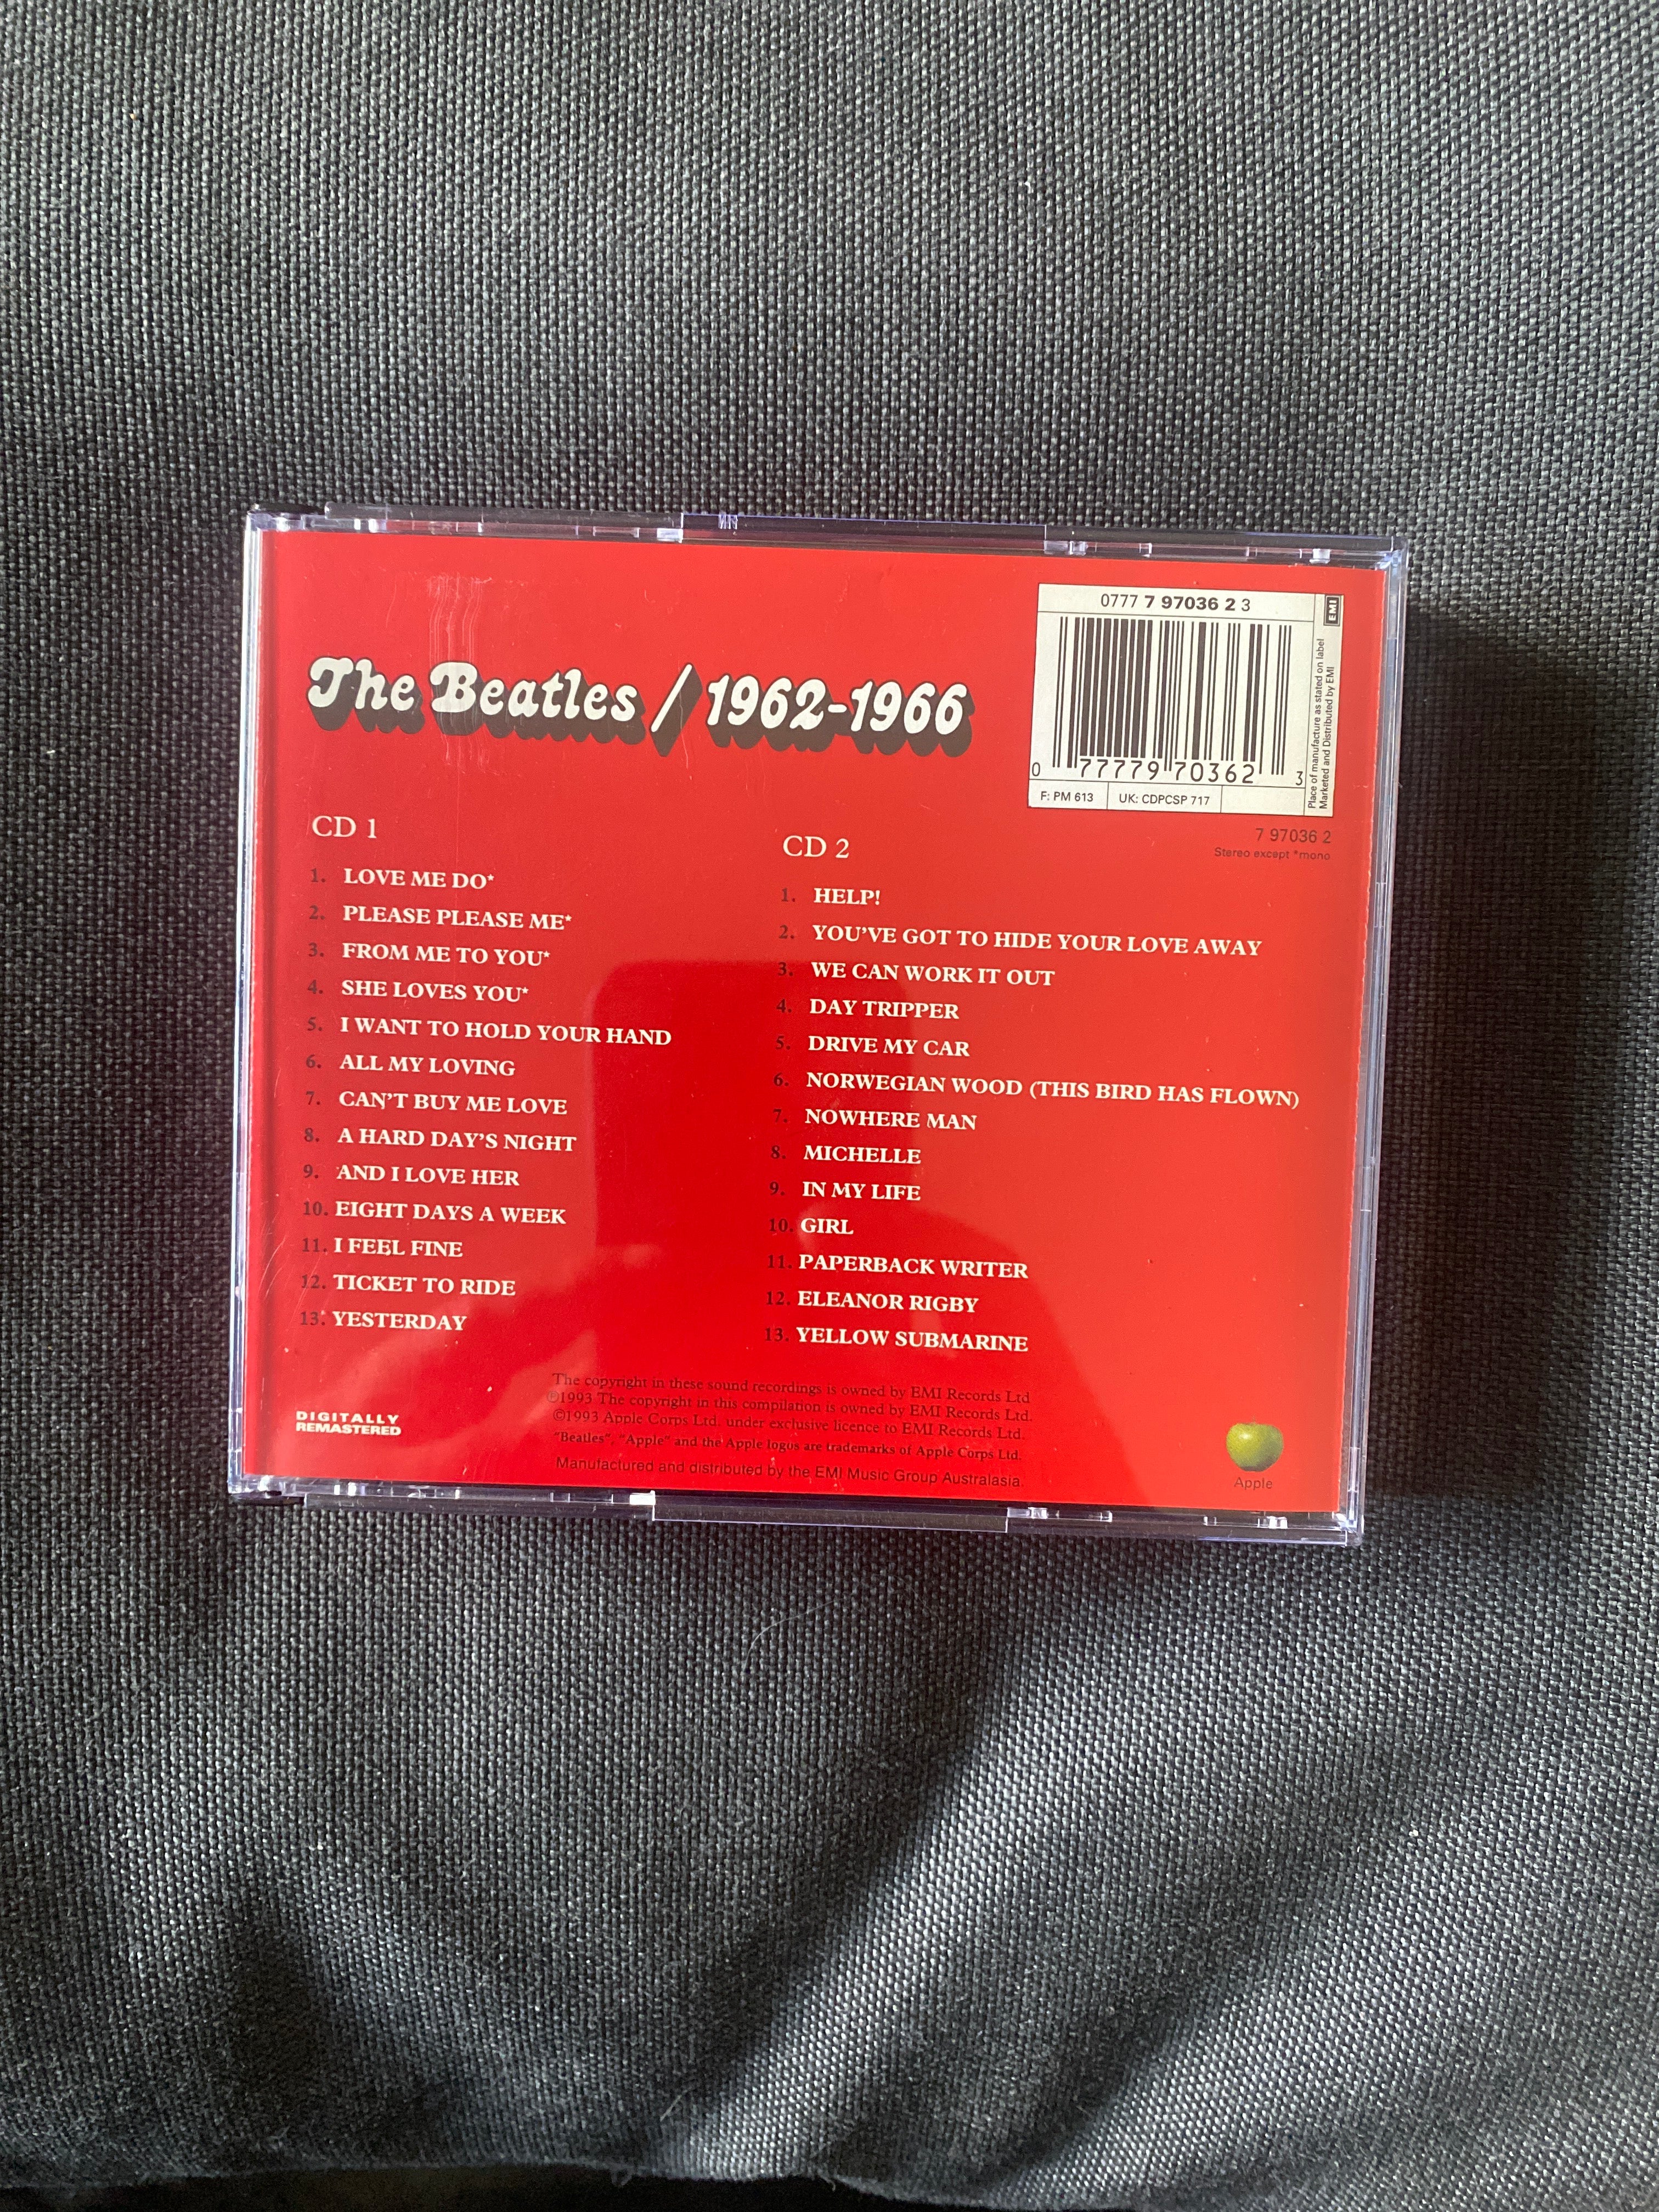 0777 7 97036 2 3
EMI
Place of manufacture as stated on label
Marketed and Distributed by EMI
0 77779 70362 3
F: PM 613 UK: CDPCSP 717
7 97036 2
Stereo except *mono
The Beatles / 1962-1966
CD 1
1. LOVE ME DO*
2. PLEASE PLEASE ME*
3. FROM ME TO YOU*
4. SHE LOVES YOU*
5. I WANT TO HOLD YOUR HAND
6. ALL MY LOVING
7. CAN'T BUY ME LOVE
8. A HARD DAY'S NIGHT
9. AND I LOVE HER
10. EIGHT DAYS A WEEK
11. I FEEL FINE
12. TICKET TO RIDE
13. YESTERDAY
CD 2
1. HELP!
2. YOU'VE GOT TO HIDE YOUR LOVE AWAY
3. WE CAN WORK IT OUT
4. DAY TRIPPER
5. DRIVE MY CAR
6. NORWEGIAN WOOD (THIS BIRD HAS FLOWN)
7. NOWHERE MAN
8. MICHELLE
9. IN MY LIFE
10. GIRL
11. PAPERBACK WRITER
12. ELEANOR RIGBY
13. YELLOW SUBMARINE
DIGITALLY
REMASTERED
The copyright in these sound recordings is owned by EMI Records Ltd
℗1993 The copyright in this compilation is owned by EMI Records Ltd.
©1993 Apple Corps Ltd. under exclusive licence to EMI Records Ltd.
"Beatles", "Apple" and the Apple logos are trademarks of Apple Corps Ltd.
Manufactured and distributed by the EMI Music Group Australasia.
Apple